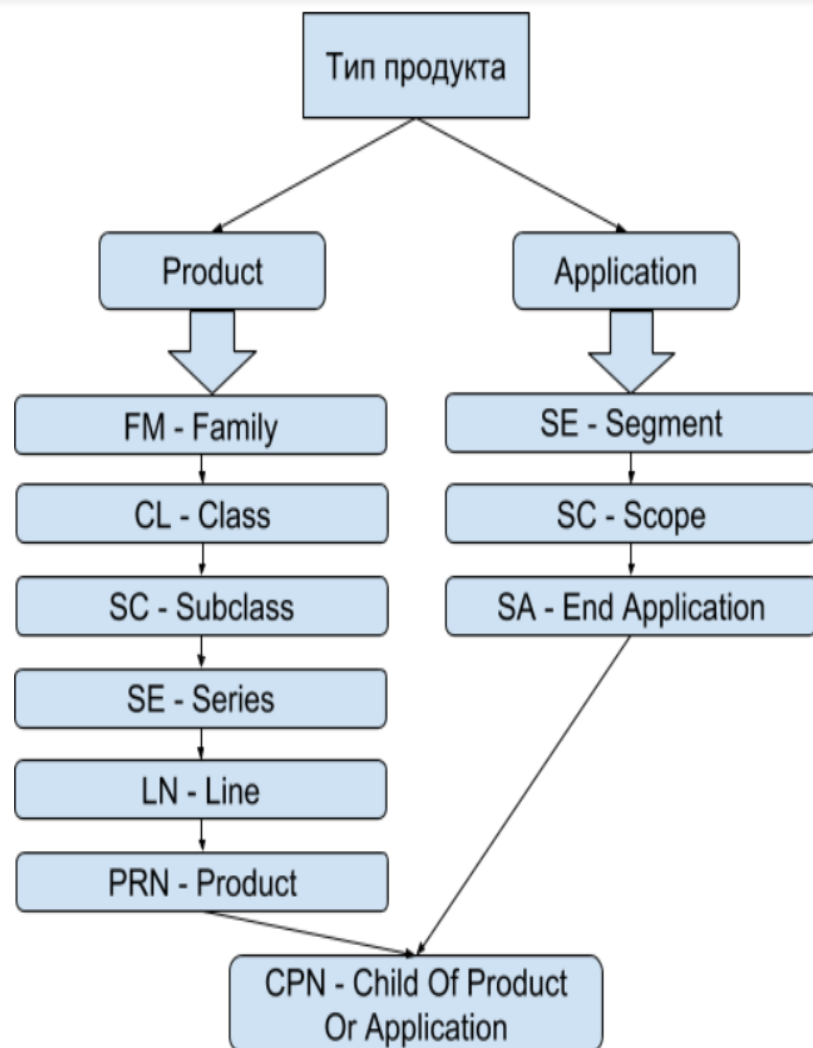 Тип продукта
Product
Application
FM - Family
CL - Class
SC - Subclass
SE - Series
LN - Line
PRN - Product
SE - Segment
SC - Scope
SA - End Application
CPN - Child Of Product
Or Application